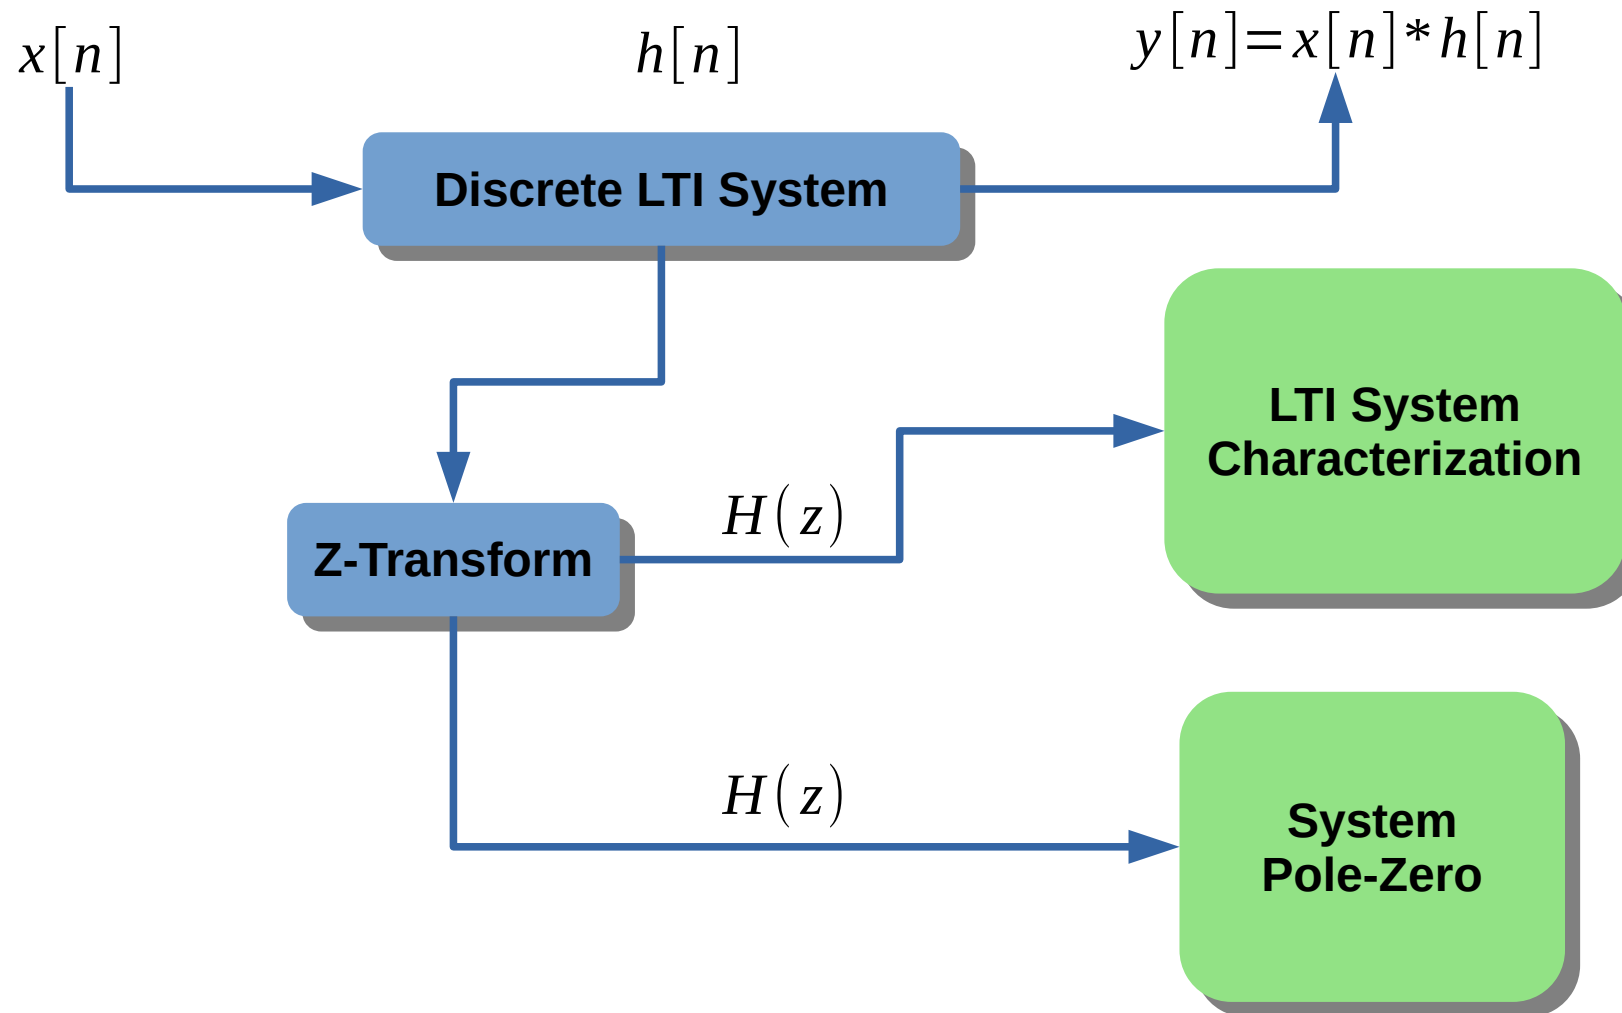 x[n]
h[n]
y[n]=x[n]*h[n]
Discrete LTI System
LTI System
Characterization
H(z)
Z-Transform
H(z)
System
Pole-Zero